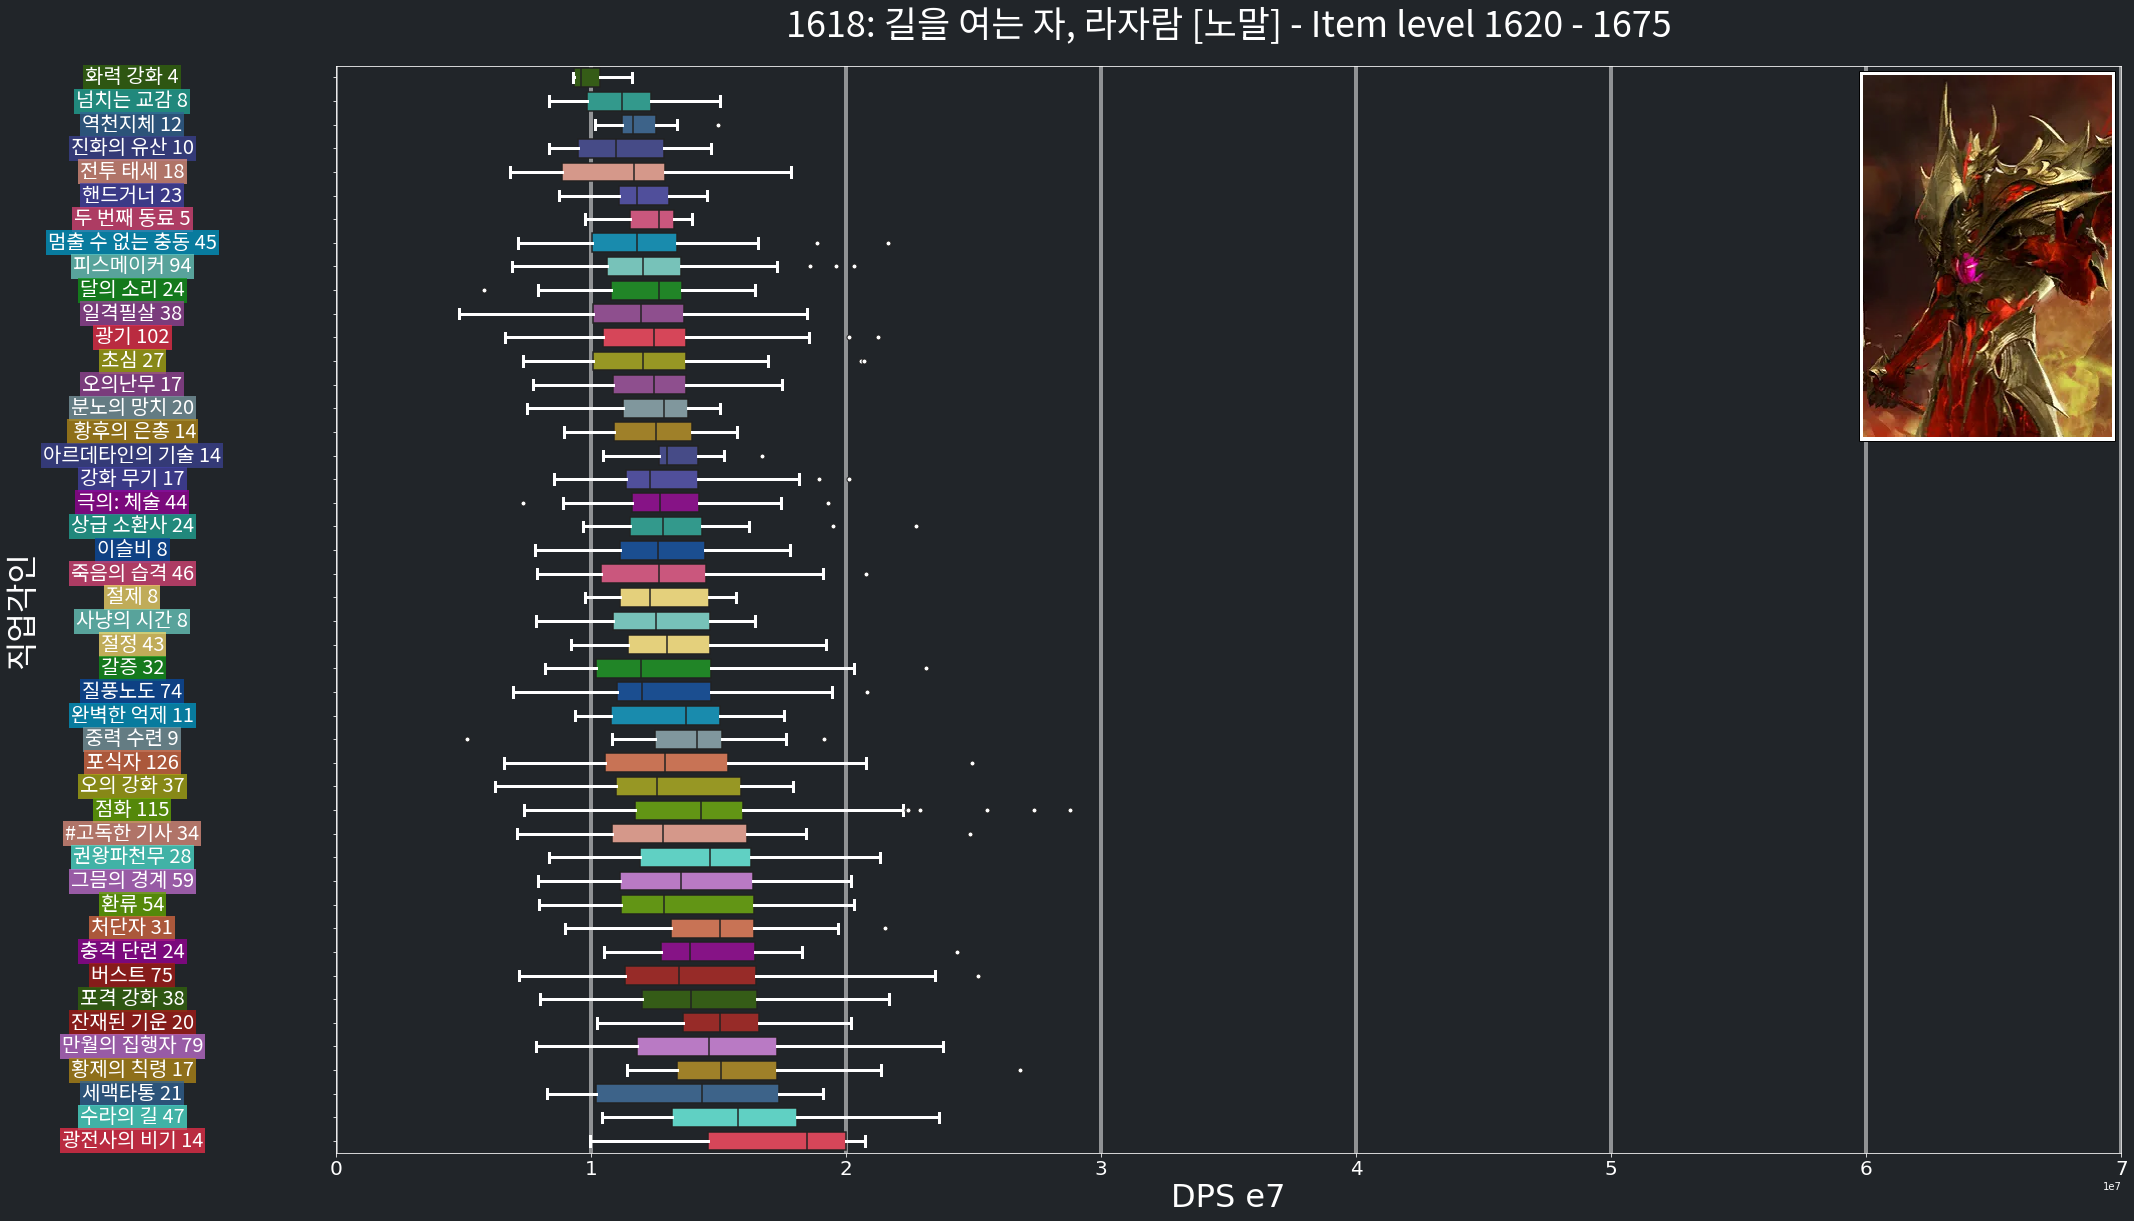 1618: 길을 여는 자, 라자람 [노말] - Item level 1620 - 1675
화력 강화 4
넘치는 교감 8
역천지체 12
진화의 유산 10
전투 태세 18
핸드거너 23
두 번째 동료 5
멈출 수 없는 충동 45
피스메이커 94
달의 소리 24
일격필살 38
광기 102
초심 27
오의난무 17
분노의 망치 20
황후의 은총 14
아르데타인의 기술 14
강화 무기 17
극의: 체술 44
상급 소환사 24
이슬비 8
죽음의 습격 46
절제 8
사냥의 시간 8
절정 43
갈증 32
질풍노도 74
완벽한 억제 11
중력 수련 9
포식자 126
오의 강화 37
점화 115
#고독한 기사 34
권왕파천무 28
그믐의 경계 59
환류 54
처단자 31
충격 단련 24
버스트 75
포격 강화 38
잔재된 기운 20
만월의 집행자 79
황제의 칙령 17
세맥타통 21
수라의 길 47
광전사의 비기 14
직업각인
0 1 2 3 4 5 6 7
1e7
DPS e7